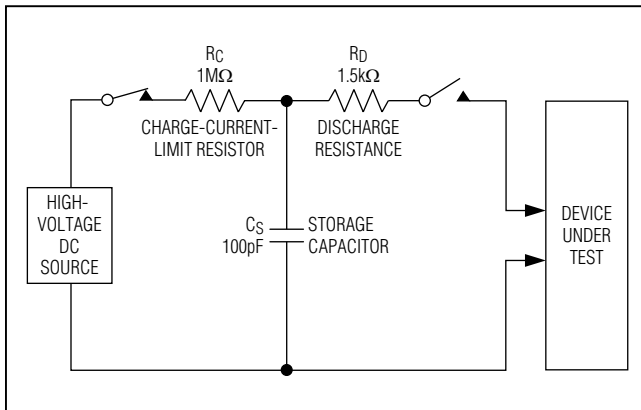 RC
1MΩ
CHARGE-CURRENT-
LIMIT RESISTOR
RD
1.5kΩ
DISCHARGE
RESISTANCE
HIGH-
VOLTAGE
DC
SOURCE
CS
100pF
STORAGE
CAPACITOR
DEVICE
UNDER
TEST